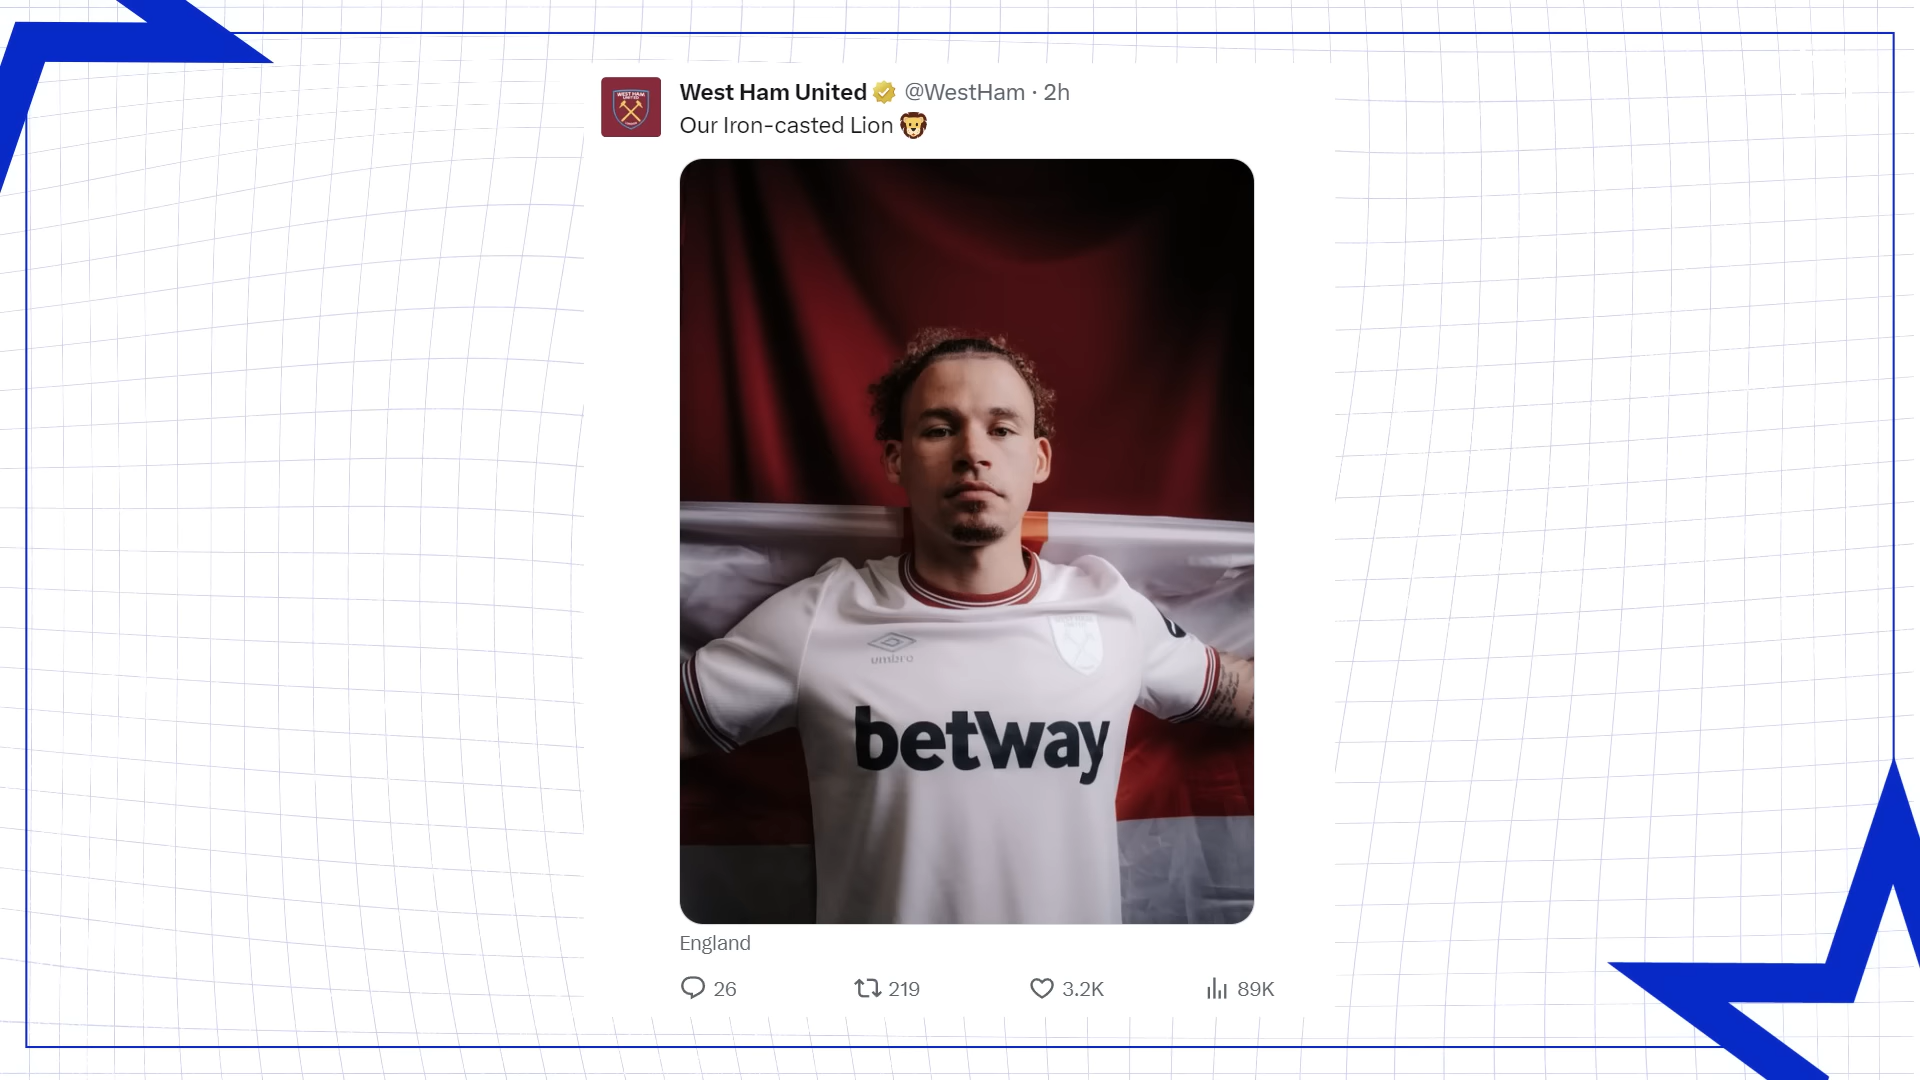 West Ham United @WestHam · 2h
Our Iron-casted Lion 🦁
umbro
betway
England
26 219 3.2K 89K